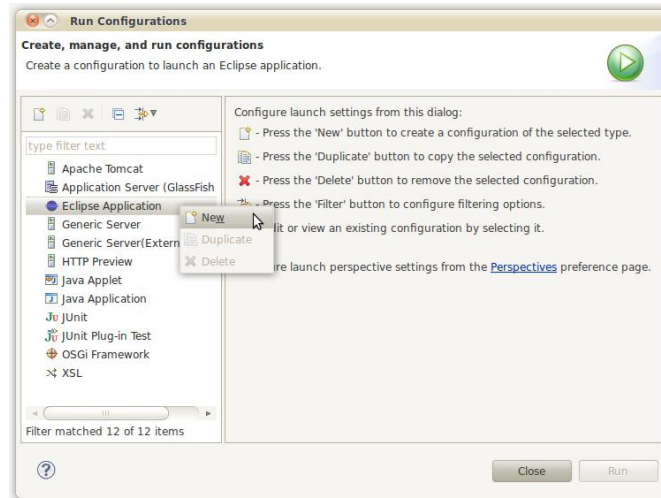 Run Configurations
Create, manage, and run configurations
Create a configuration to launch an Eclipse application.
type filter text
Apache Tomcat
Application Server (GlassFish
Eclipse Application
Generic Server
Generic Server(Extern
HTTP Preview
Java Applet
Java Application
JU JUnit
JU JUnit Plug-in Test
OSGi Framework
XSL
Filter matched 12 of 12 items
New
Duplicate
Delete
Configure launch settings from this dialog:
- Press the 'New' button to create a configuration of the selected type.
- Press the 'Duplicate' button to copy the selected configuration.
- Press the 'Delete' button to remove the selected configuration.
- Press the 'Filter' button to configure filtering options.
dit or view an existing configuration by selecting it.
re launch perspective settings from the Perspectives preference page.
Close
Run